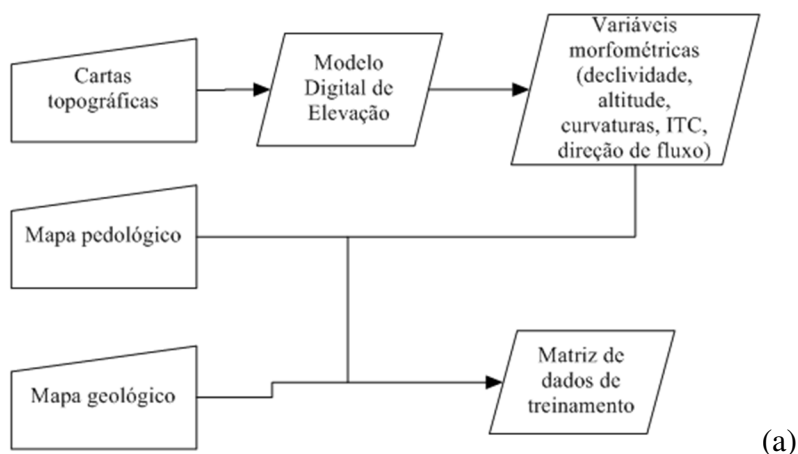 Cartas
topográficas
Modelo
Digital de
Elevação
Variáveis
morfométricas
(declividade,
altitude,
curvaturas, ITC,
direção de fluxo)
Mapa pedológico
Mapa geológico
Matriz de
dados de
treinamento
(a)